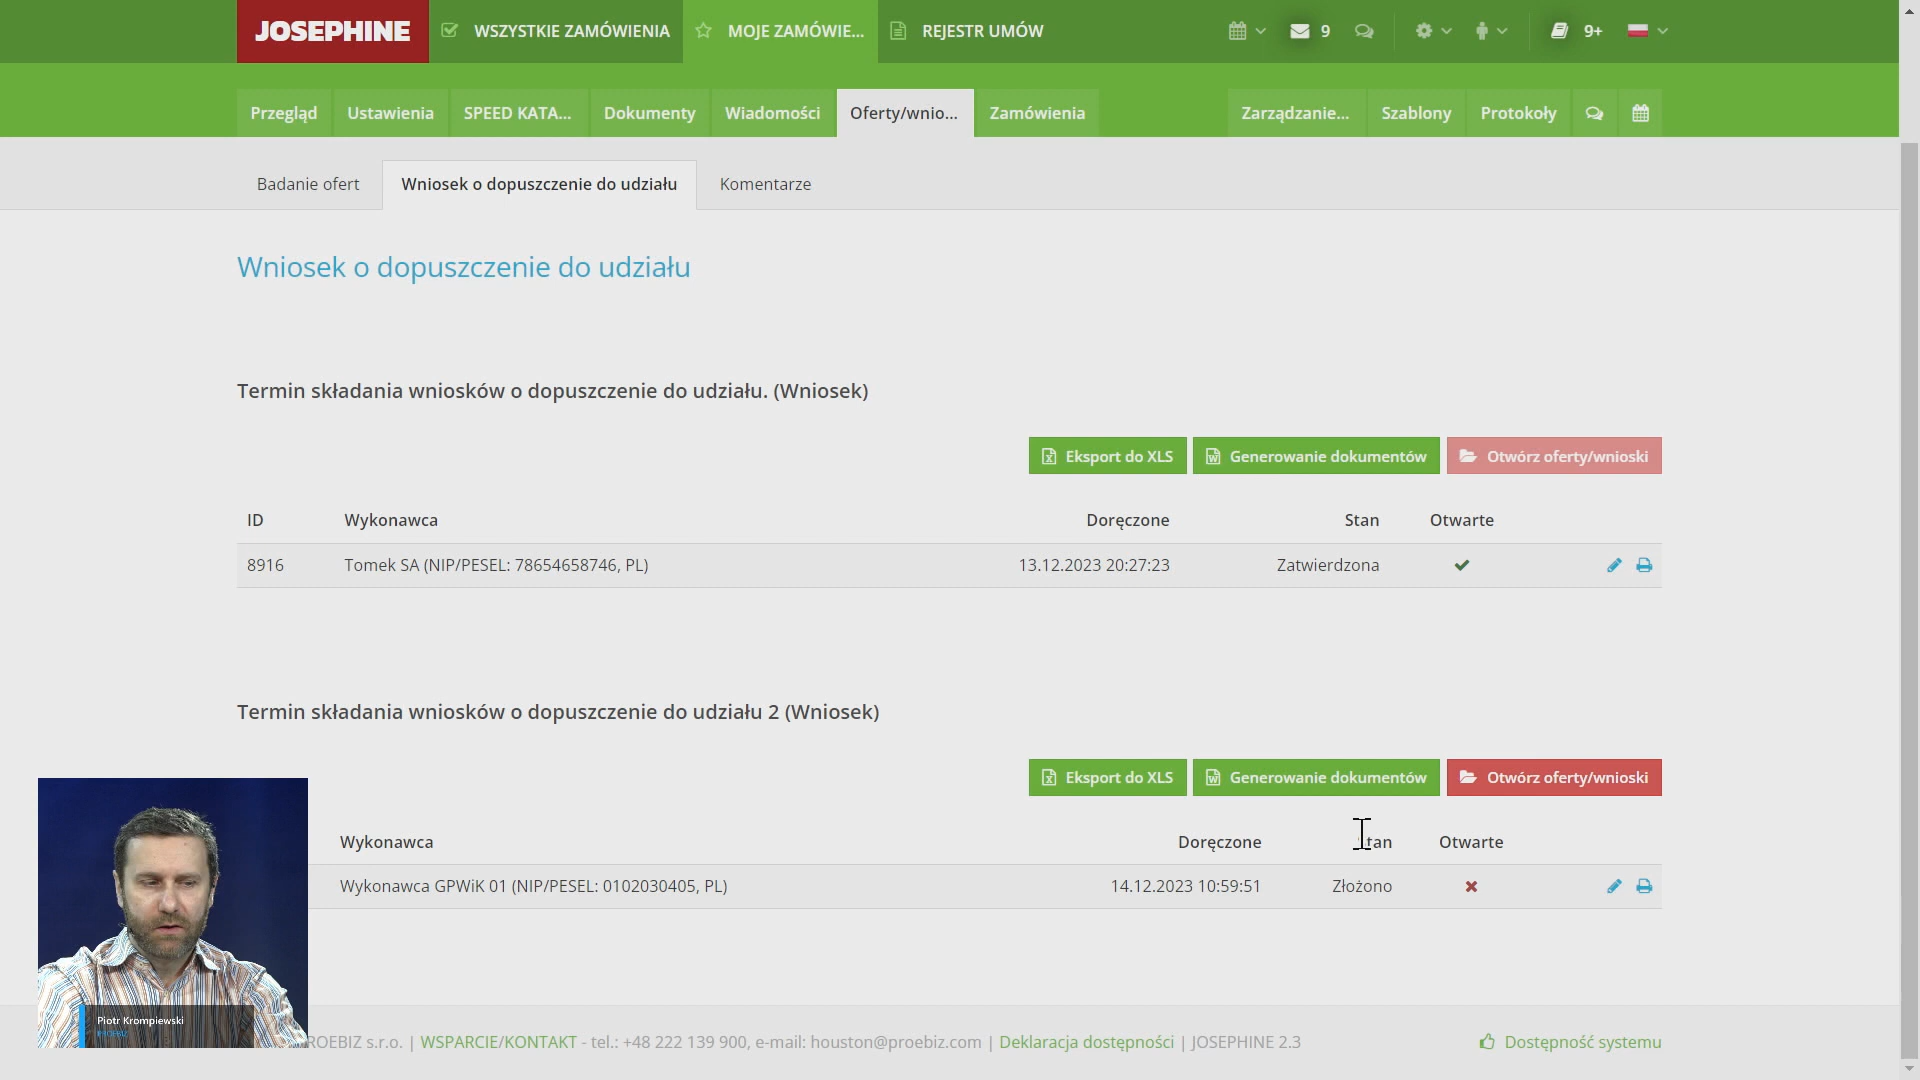 JOSEPHINE
WSZYSTKIE ZAMÓWIENIA
MOJE ZAMÓWIE...
REJESTR UMÓW
9
9+
Przegląd
Ustawienia
SPEED KATA...
Dokumenty
Wiadomości
Oferty/wnio...
Zamówienia
Zarządzanie...
Szablony
Protokoły
Badanie ofert
Wniosek o dopuszczenie do udziału
Komentarze
Wniosek o dopuszczenie do udziału
Termin składania wniosków o dopuszczenie do udziału. (Wniosek)
Eksport do XLS
Generowanie dokumentów
Otwórz oferty/wnioski
ID Wykonawca Doręczone Stan Otwarte
8916 Tomek SA (NIP/PESEL: 78654658746, PL) 13.12.2023 20:27:23 Zatwierdzona
Termin składania wniosków o dopuszczenie do udziału 2 (Wniosek)
Eksport do XLS
Generowanie dokumentów
Otwórz oferty/wnioski
Wykonawca Doręczone Stan Otwarte
Wykonawca GPWiK 01 (NIP/PESEL: 0102030405, PL) 14.12.2023 10:59:51 Złożono
Piotr Krompiewski
PROEBIZ
ROEBIZ s.r.o. | WSPARCIE/KONTAKT - tel.: +48 222 139 900, e-mail: houston@proebiz.com | Deklaracja dostępności | JOSEPHINE 2.3
Dostępność systemu